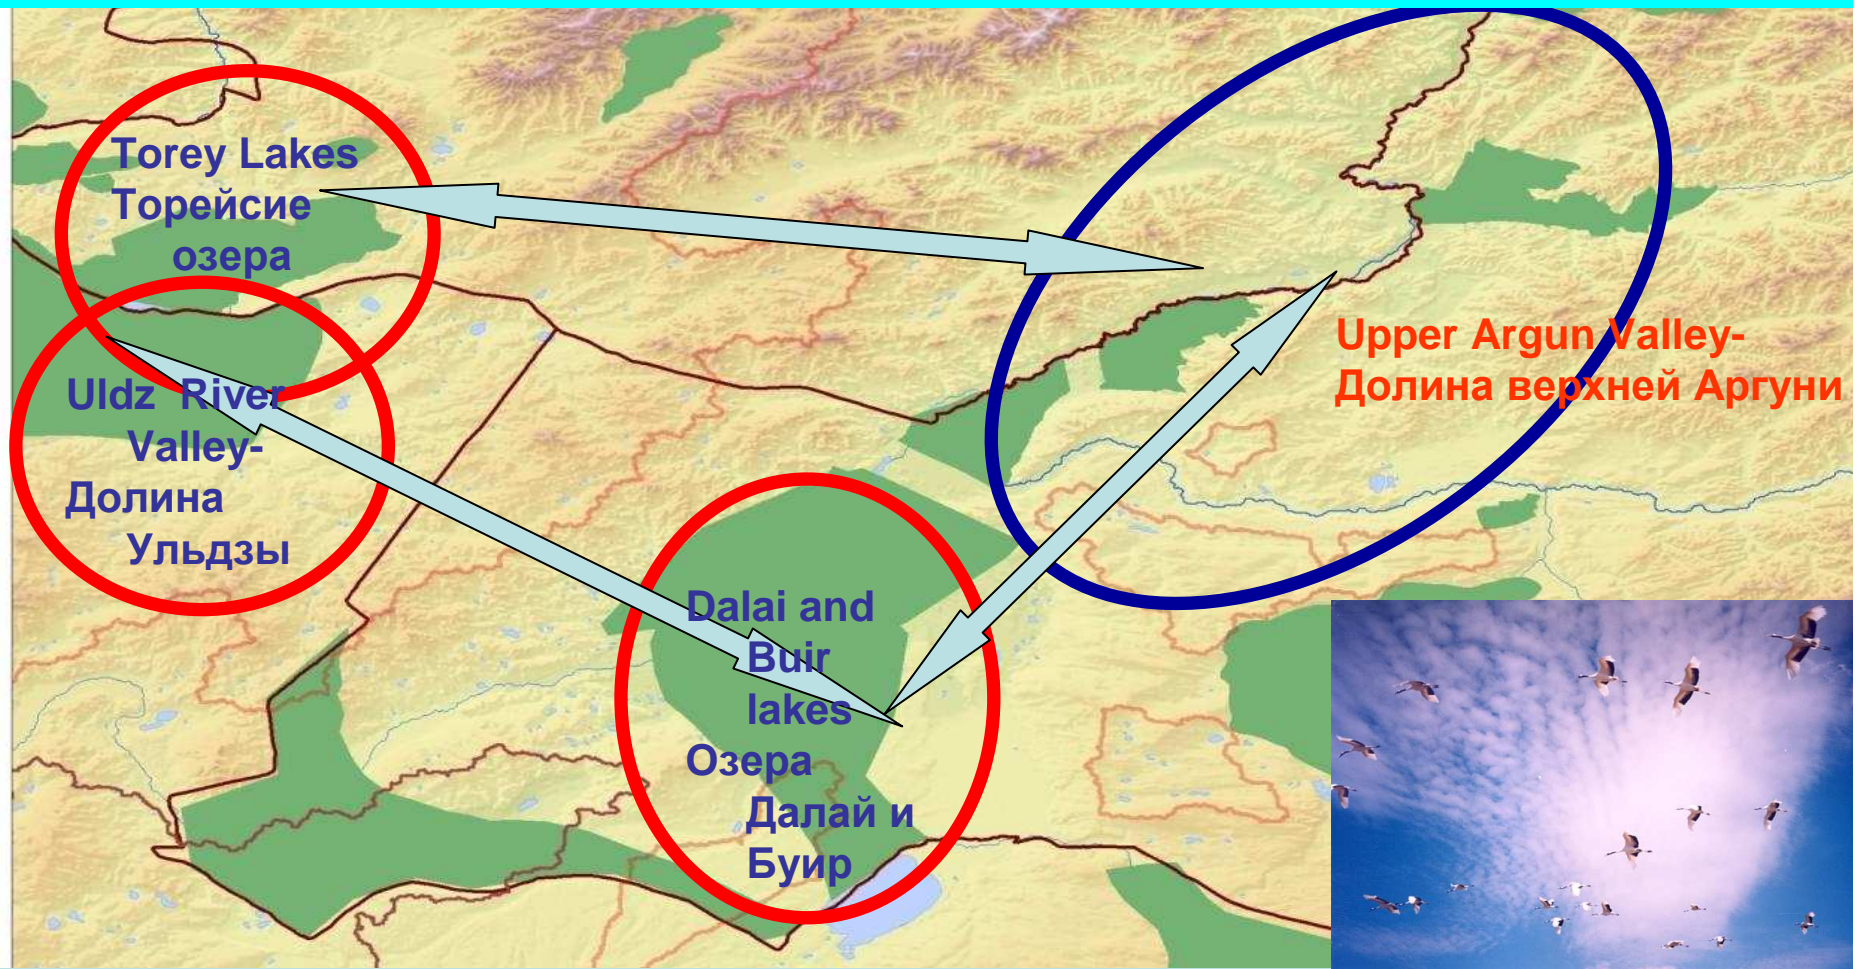 Torey Lakes
Торейсие
озера
Uldz River
Valley-
Долина
Ульдзы
Dalai and
Buir
lakes
Озера
Далай и
Буир
Upper Argun Valley-
Долина верхней Аргуни